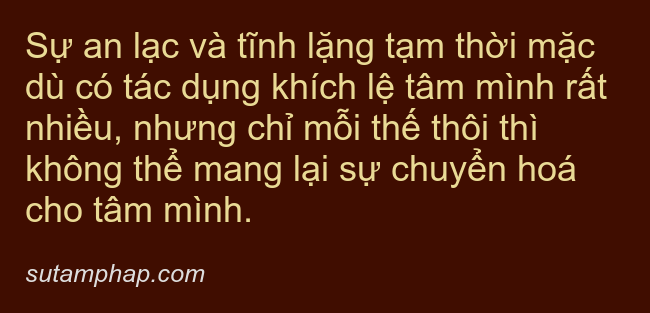 Sự an lạc và tĩnh lặng tạm thời mặc
dù có tác dụng khích lệ tâm mình rất
nhiều, nhưng chỉ mỗi thế thôi thì
không thể mang lại sự chuyển hoá
cho tâm mình.
sutamphap.com